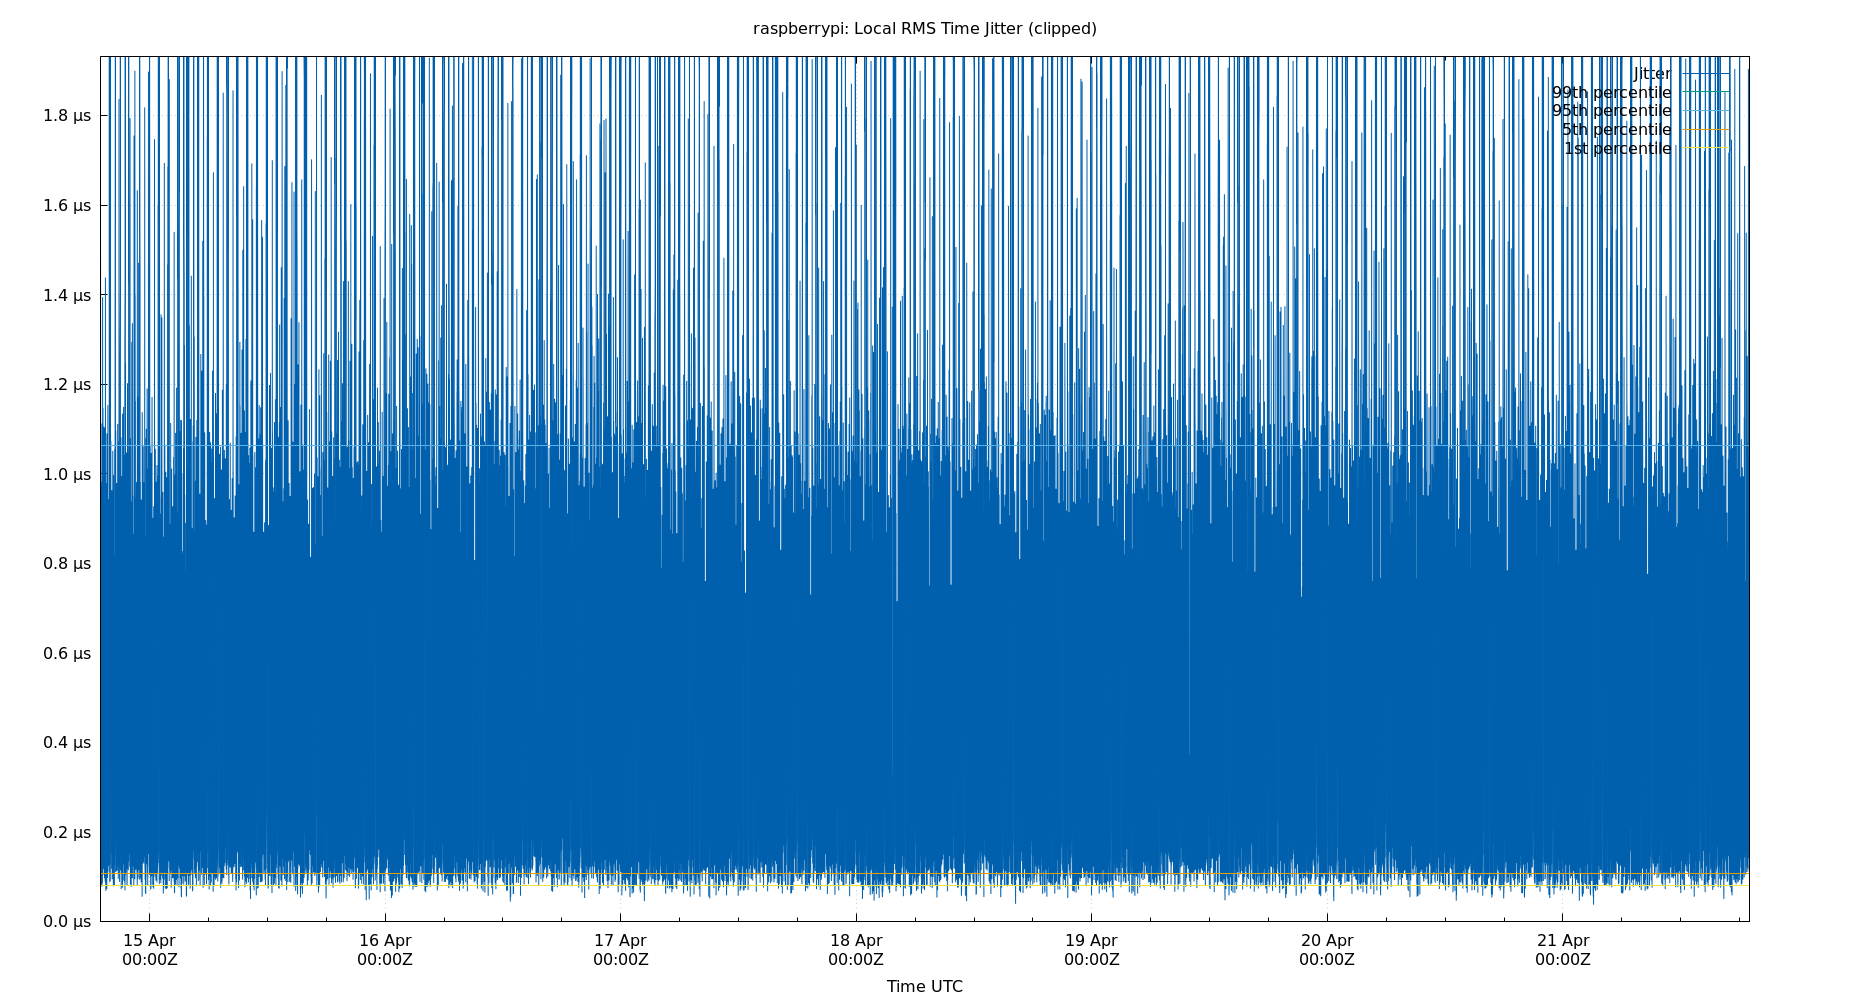 raspberrypi: Local RMS Time Jitter (clipped)
Jitter
99th percentile
95th percentile
5th percentile
1st percentile
1.8 µs
1.6 µs
1.4 µs
1.2 µs
1.0 µs
0.8 µs
0.6 µs
0.4 µs
0.2 µs
0.0 µs
15 Apr 16 Apr 17 Apr 18 Apr 19 Apr 20 Apr 21 Apr
00:00Z 00:00Z 00:00Z 00:00Z 00:00Z 00:00Z 00:00Z
Time UTC